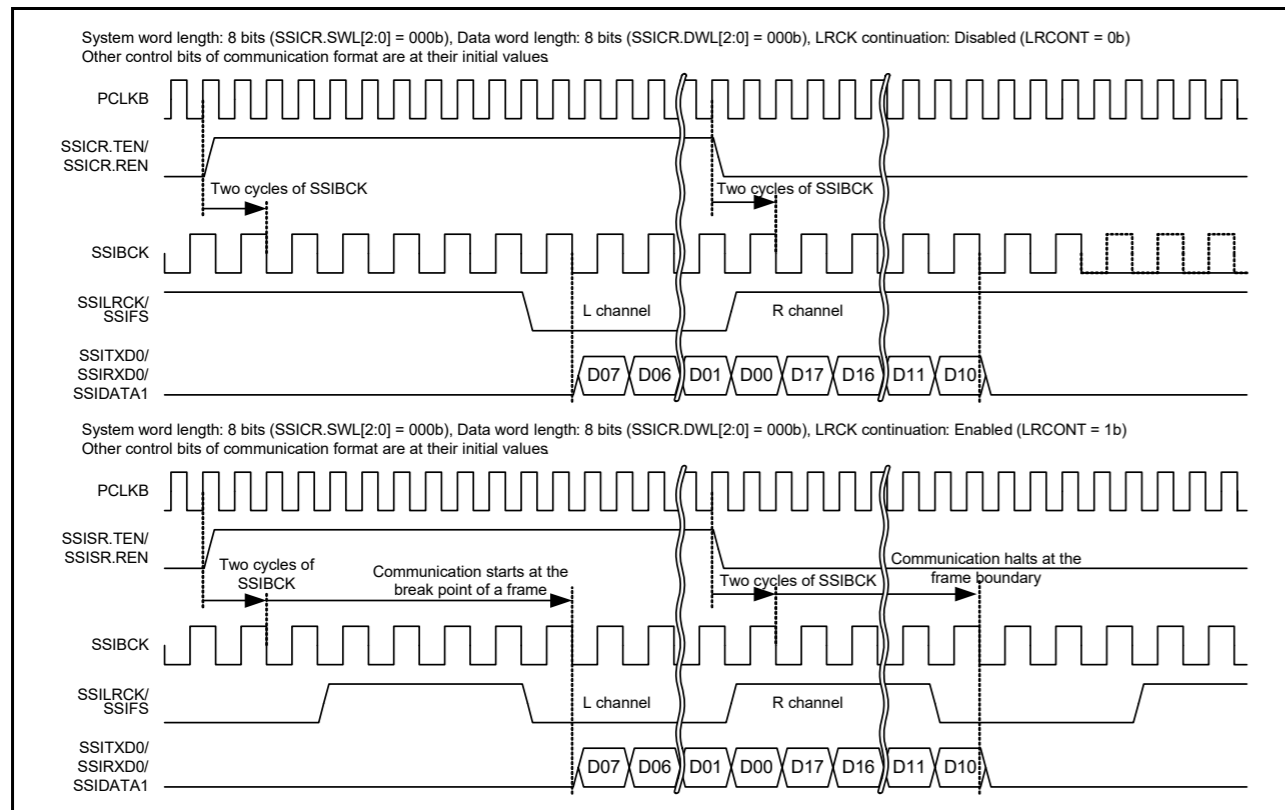 System word length: 8 bits (SSICR.SWL[2:0] = 000b), Data word length: 8 bits (SSICR.DWL[2:0] = 000b), LRCK continuation: Disabled (LRCONT = 0b)
Other control bits of communication format are at their initial values.
PCLKB
SSICR.TEN/
SSICR.REN
Two cycles of SSIBCK
Two cycles of SSIBCK
SSIBCK
SSILRCK/
SSIFS
L channel
R channel
SSITXD0/
SSIRXD0/
SSIDATA1
D07 D06 D01 D00 D17 D16 D11 D10
System word length: 8 bits (SSICR.SWL[2:0] = 000b), Data word length: 8 bits (SSICR.DWL[2:0] = 000b), LRCK continuation: Enabled (LRCONT = 1b)
Other control bits of communication format are at their initial values.
PCLKB
SSISR.TEN/
SSISR.REN
Two cycles of
SSIBCK
Communication starts at the
break point of a frame
Two cycles of SSIBCK
Communication halts at the
frame boundary
SSIBCK
SSILRCK/
SSIFS
L channel
R channel
SSITXD0/
SSIRXD0/
SSIDATA1
D07 D06 D01 D00 D17 D16 D11 D10